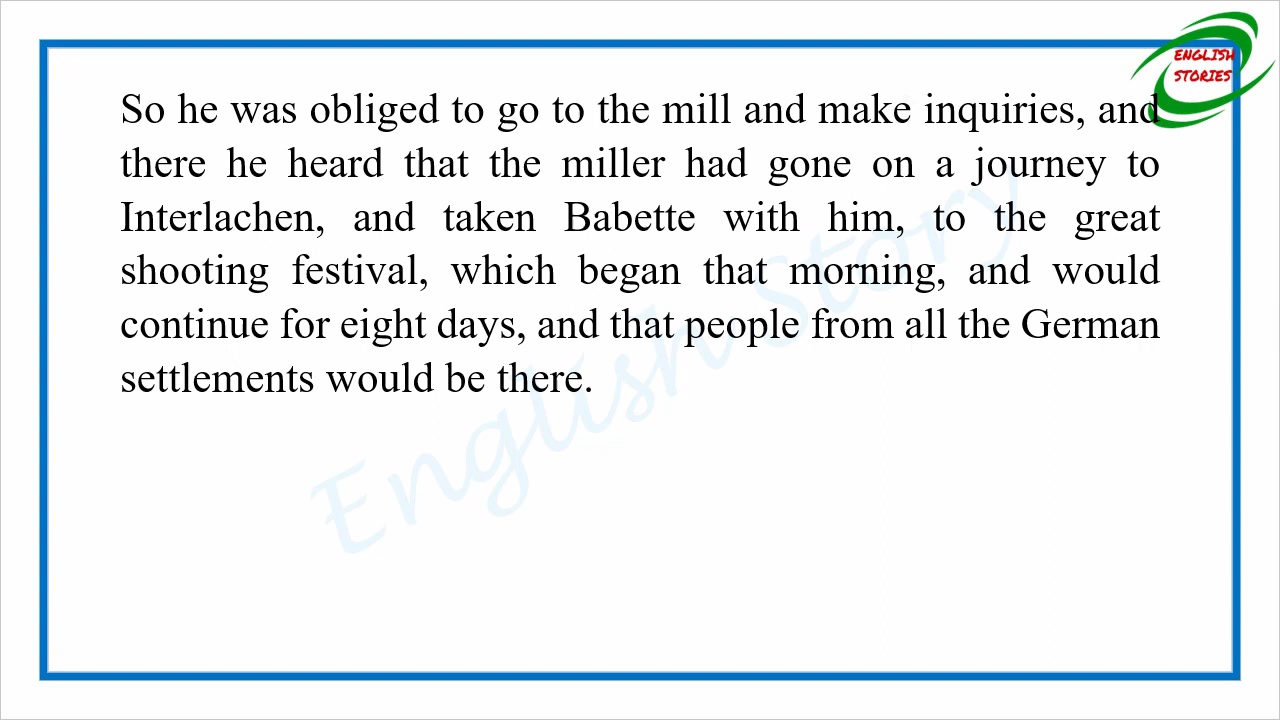 ENGLISH
STORIES
So he was obliged to go to the mill and make inquiries, and
there he heard that the miller had gone on a journey to
Interlachen, and taken Babette with him, to the great
shooting festival, which began that morning, and would
continue for eight days, and that people from all the German
settlements would be there.
English Story